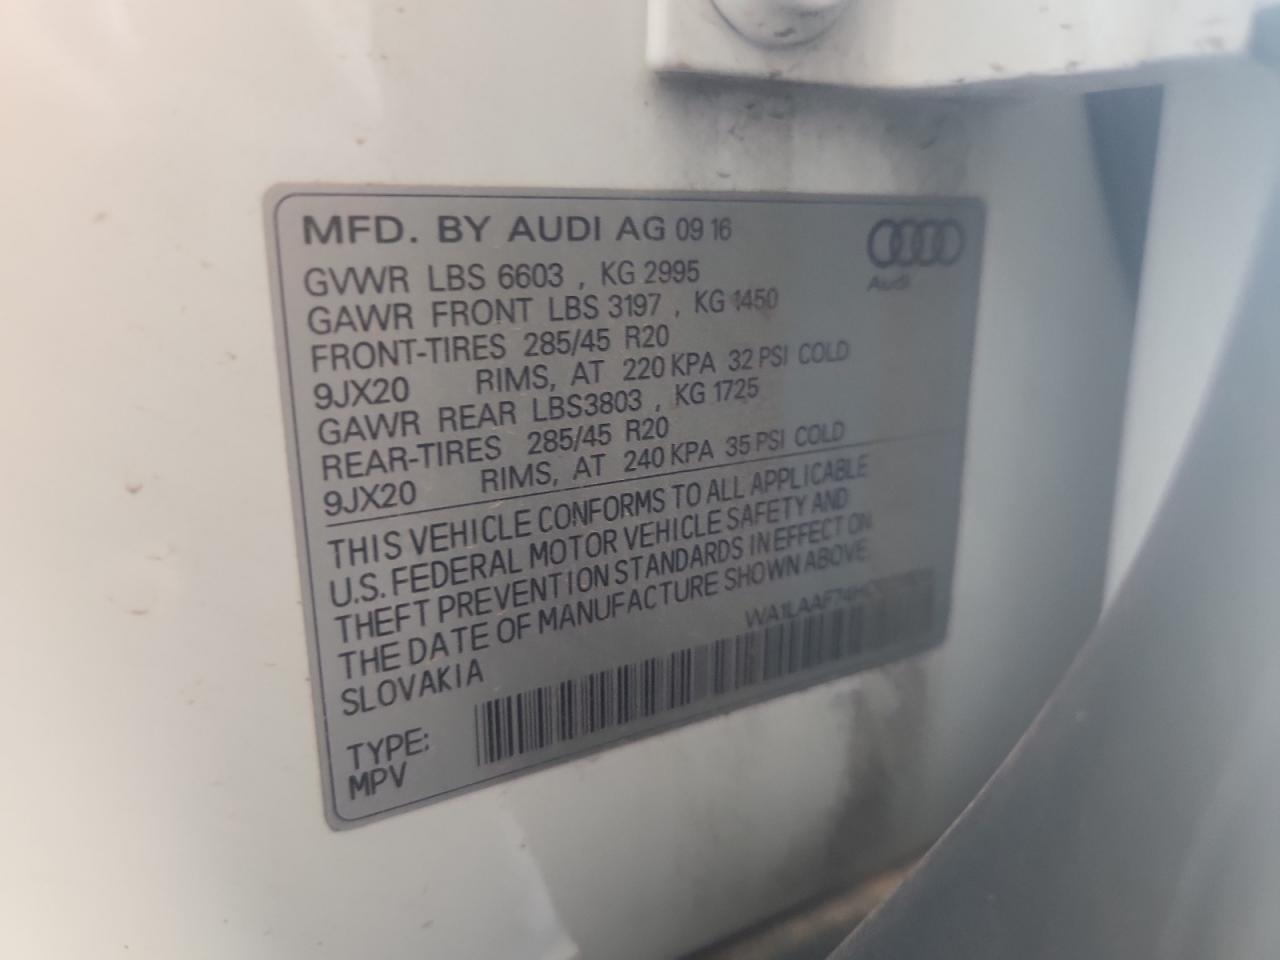 MFD. BY AUDI AG 09 16
Audi
GVWR LBS 6603 , KG 2995
GAWR FRONT LBS 3197 , KG 1450
FRONT-TIRES 285/45 R20
9JX20 RIMS, AT 220 KPA 32 PSI COLD
GAWR REAR LBS3803 , KG 1725
REAR-TIRES 285/45 R20
9JX20 RIMS, AT 240 KPA 35 PSI COLD
THIS VEHICLE CONFORMS TO ALL APPLICABLE
U.S. FEDERAL MOTOR VEHICLE SAFETY AND
THEFT PREVENTION STANDARDS IN EFFECT ON
THE DATE OF MANUFACTURE SHOWN ABOVE
SLOVAKIA
TYPE:
MPV